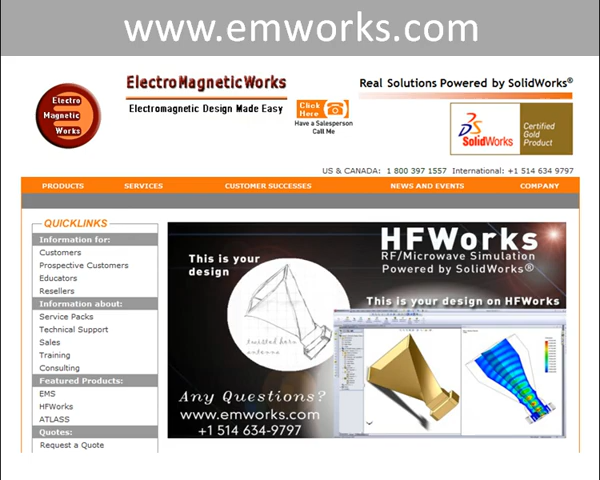 www.emworks.com
Electro
Magnetic
Works
ElectroMagneticWorks
Electromagnetic Design Made Easy
Click
Here
Have a Salesperson
Call Me
Real Solutions Powered by SolidWorks®
SolidWorks
Certified
Gold
Product
US & CANADA: 1 800 397 1557 International: +1 514 634 9797
PRODUCTS SERVICES CUSTOMER SUCCESSES NEWS AND EVENTS COMPANY
QUICKLINKS
Information for:
Customers
Prospective Customers
Educators
Resellers
Information about:
Service Packs
Technical Support
Sales
Training
Consulting
Featured Products:
EMS
HFWorks
ATLASS
Quotes:
Request a Quote
HFWorks
RF/Microwave Simulation
Powered by SolidWorks®
This is your
design
twisted horn
antenna
This is your design on HFWorks
Any Questions?
www.emworks.com
+1 514 634-9797